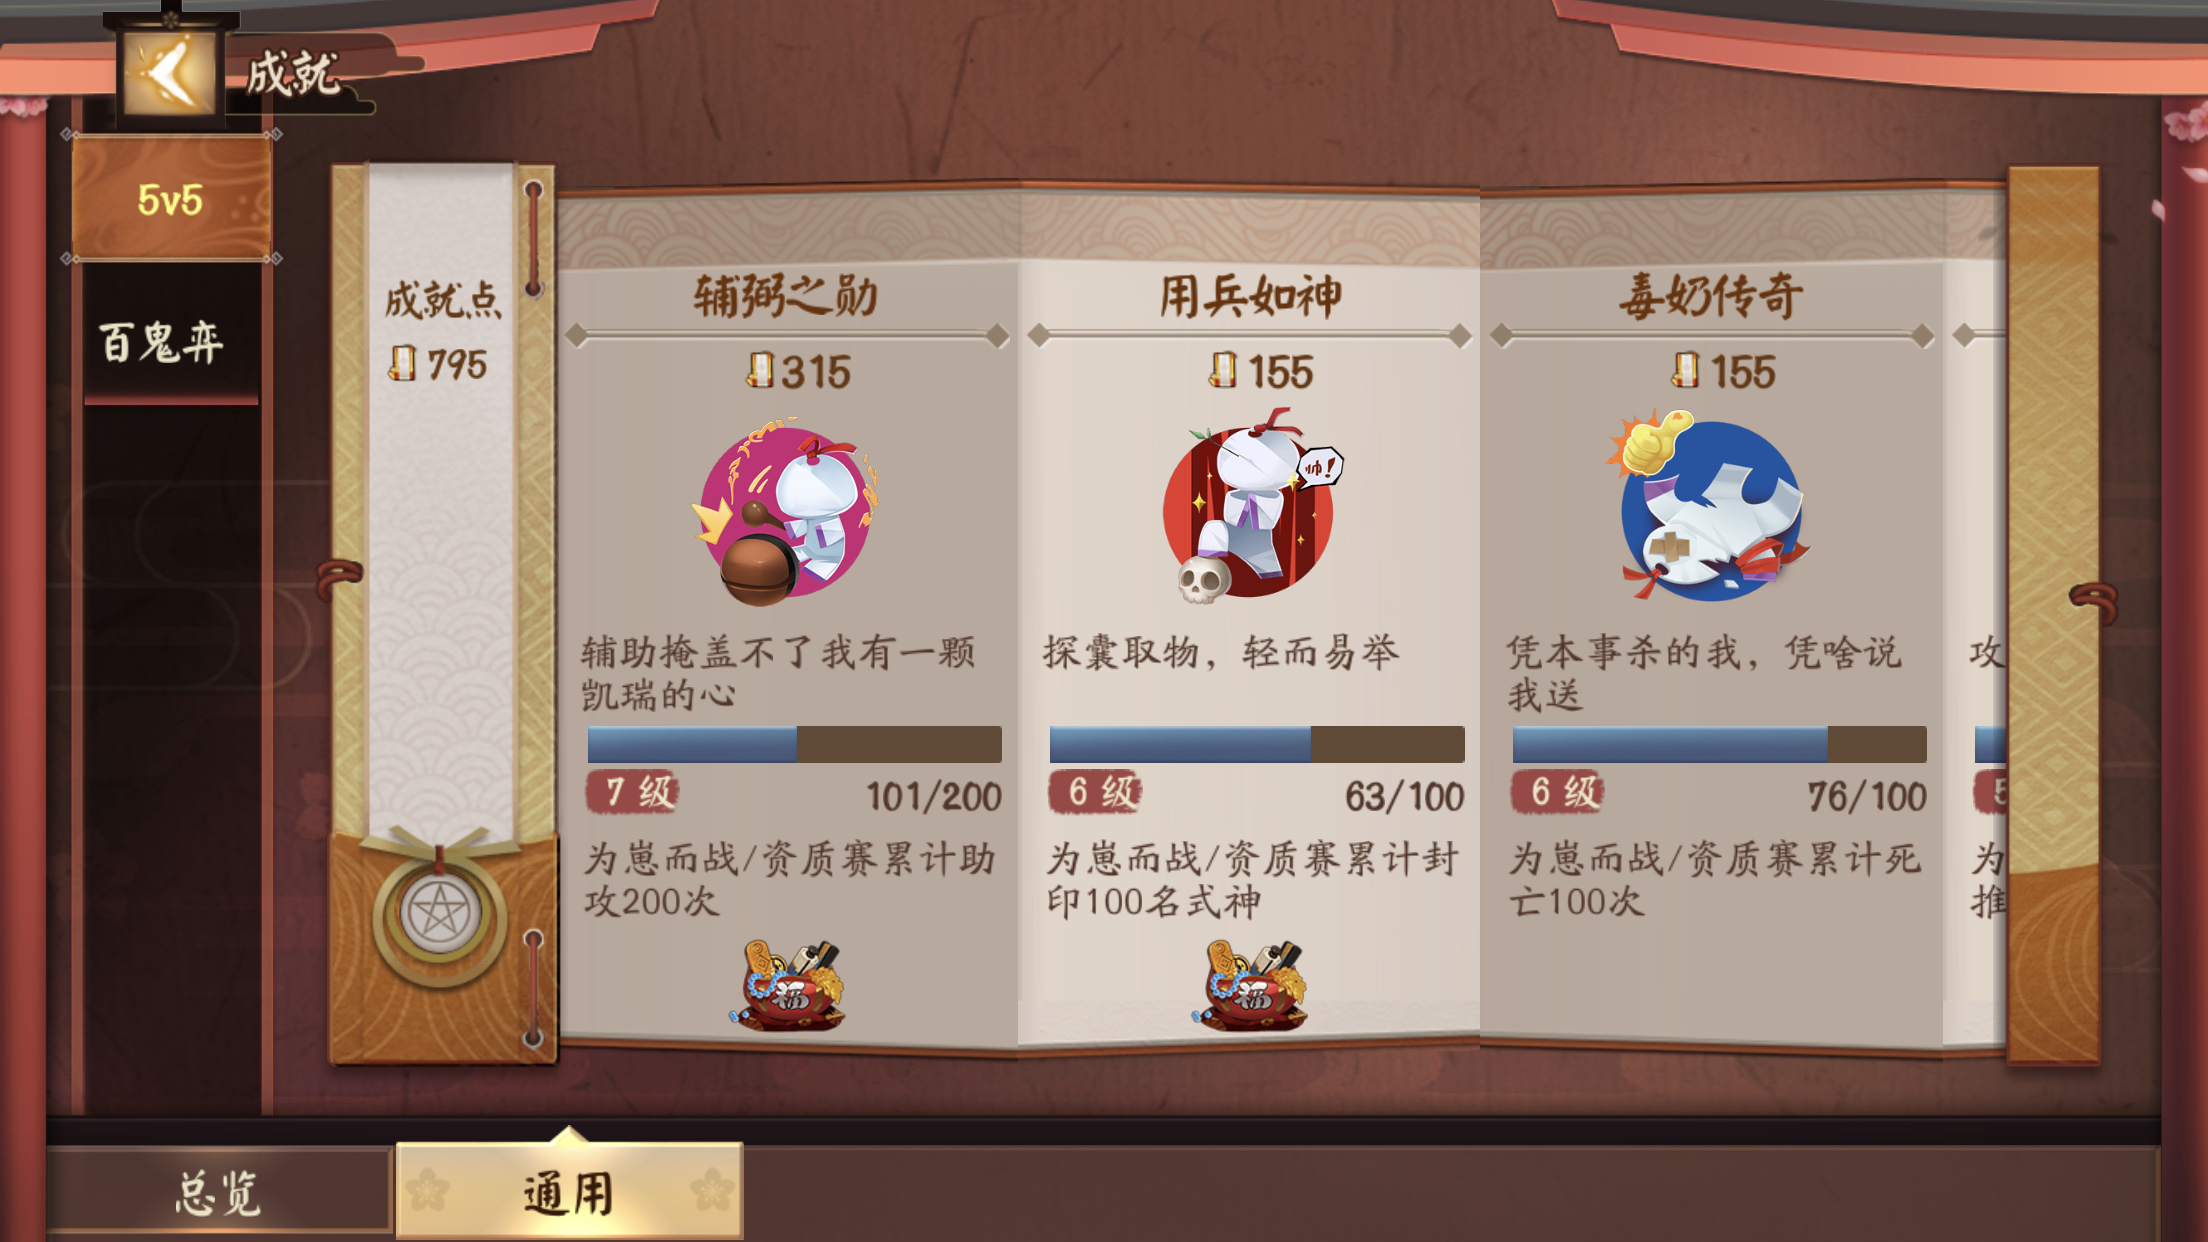 成就
5v5
百鬼弈
成就点
795
辅弼之勋
315
辅助掩盖不了我有一颗
凯瑞的心
7级
101/200
为崽而战/资质赛累计助
攻200次
福
用兵如神
155
帅！
探囊取物，轻而易举
6级
63/100
为崽而战/资质赛累计封
印100名式神
福
毒奶传奇
155
凭本事杀的我，凭啥说
我送
6级
76/100
为崽而战/资质赛累计死
亡100次
攻
5
为
推
总览
通用